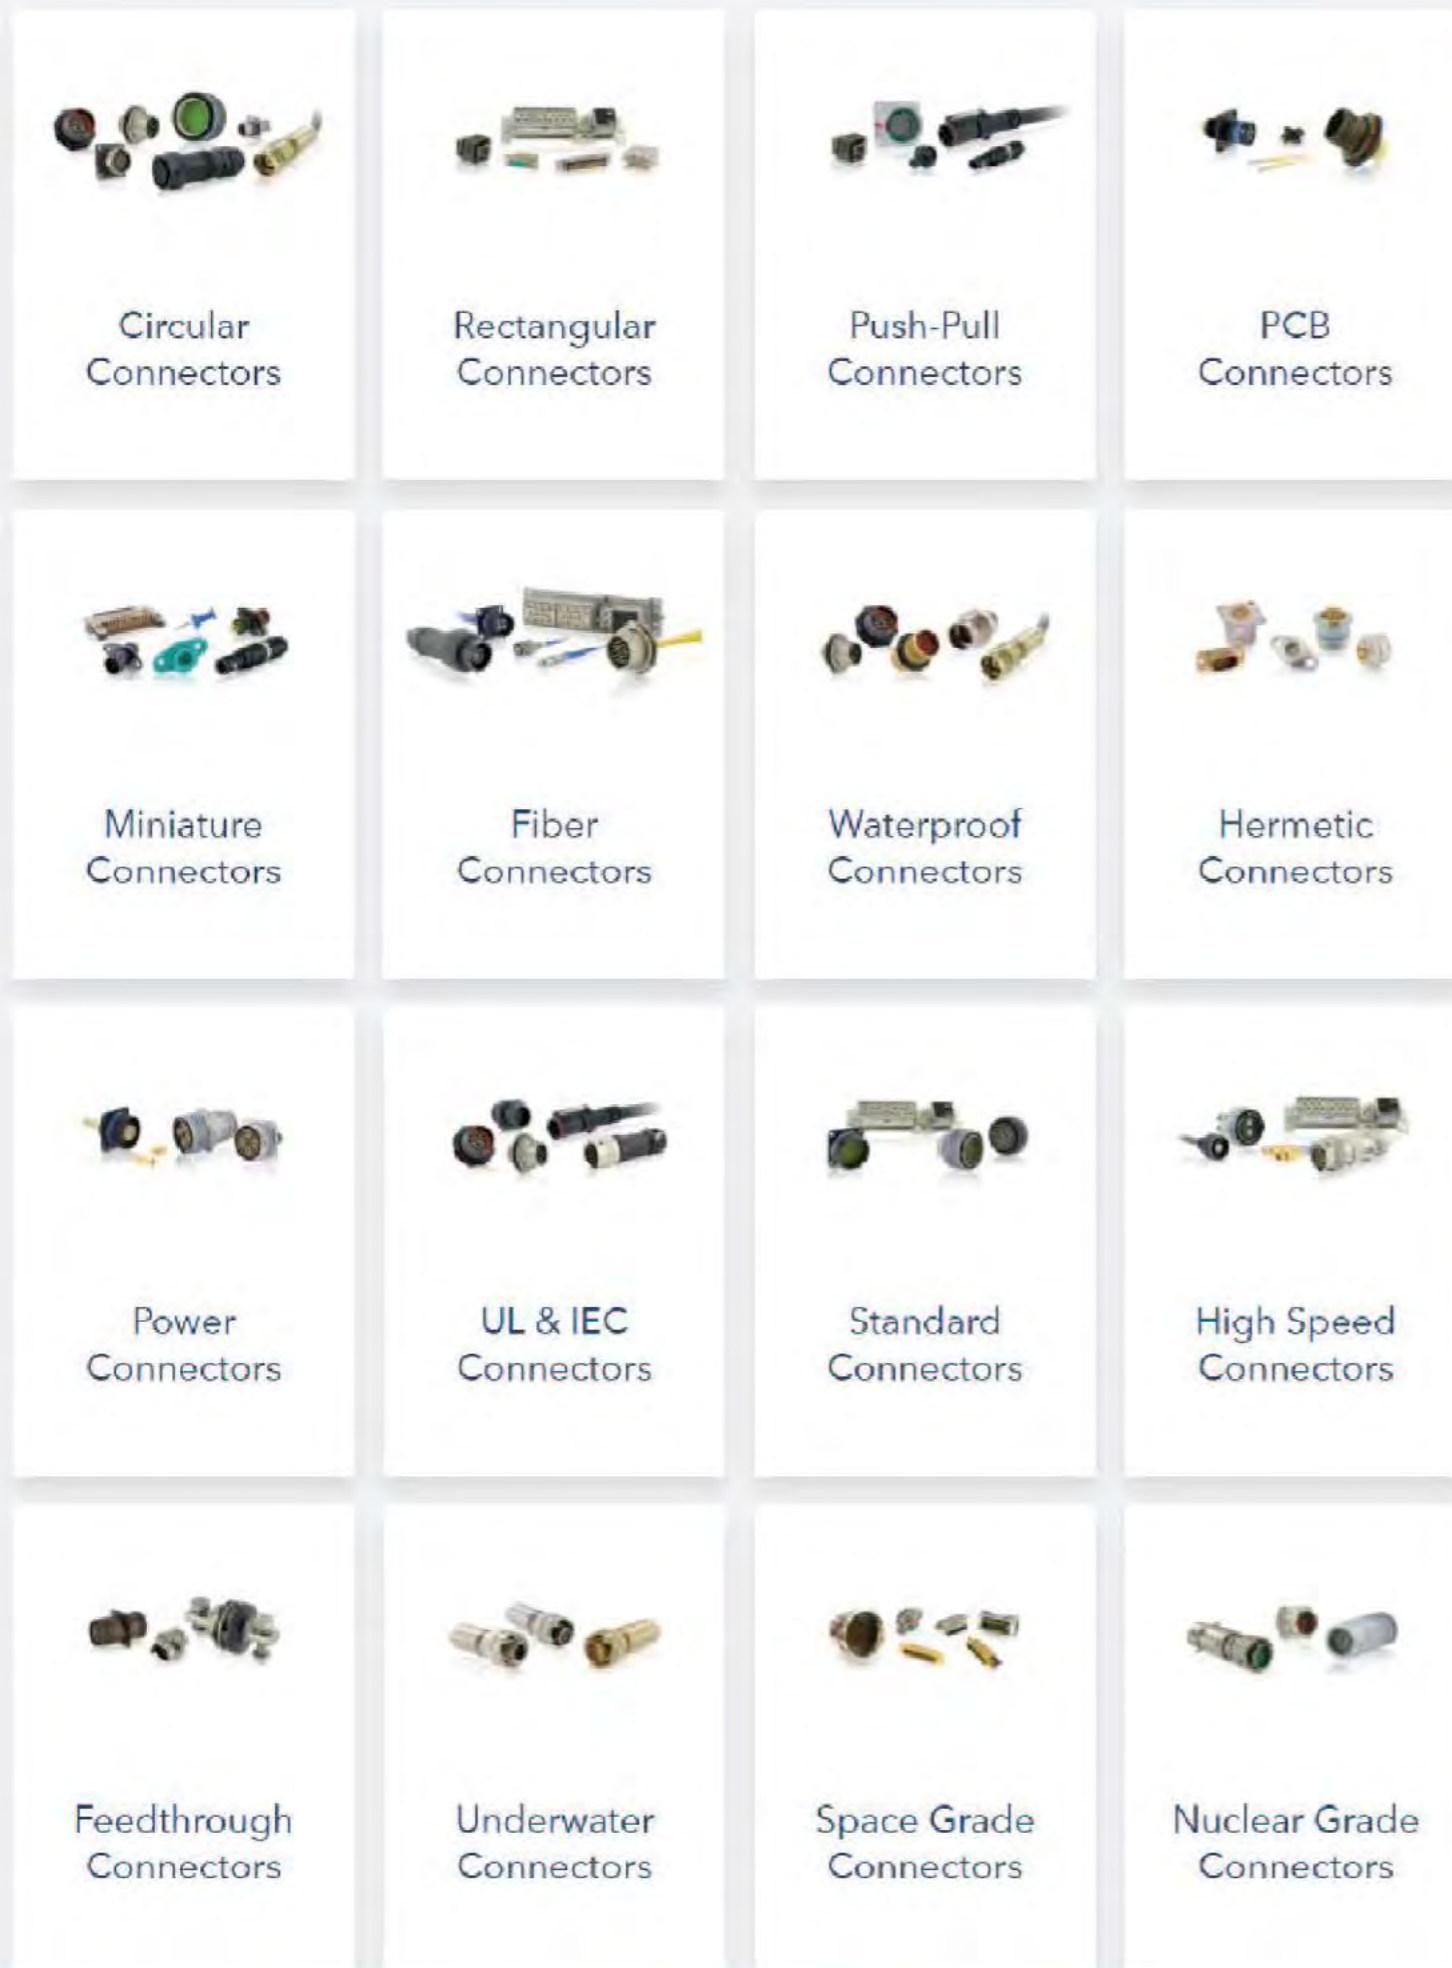 Circular
Connectors
Rectangular
Connectors
Push-Pull
Connectors
PCB
Connectors
Miniature
Connectors
Fiber
Connectors
Waterproof
Connectors
Hermetic
Connectors
Power
Connectors
UL & IEC
Connectors
Standard
Connectors
High Speed
Connectors
Feedthrough
Connectors
Underwater
Connectors
Space Grade
Connectors
Nuclear Grade
Connectors